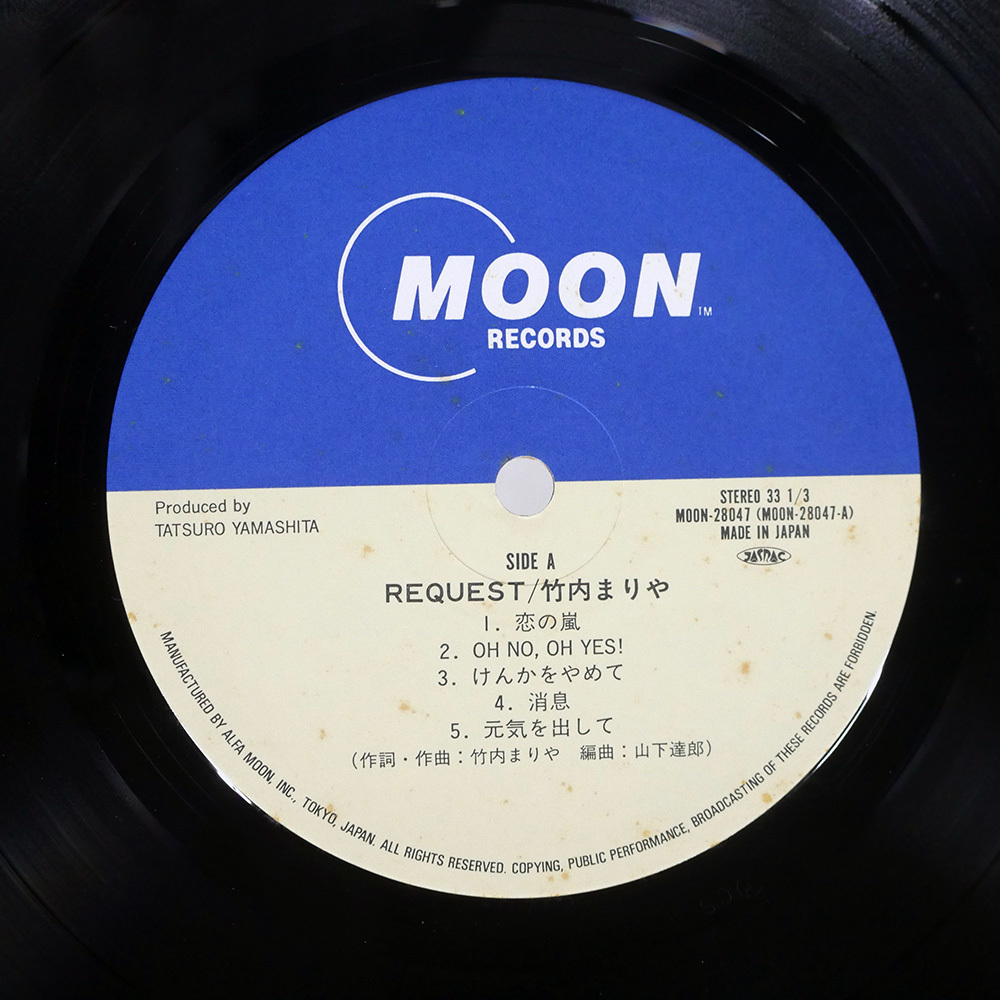 MOON TM
RECORDS
Produced by
TATSURO YAMASHITA
STEREO 33 1/3
MOON-28047 (MOON-28047-A)
MADE IN JAPAN
JASRAC
SIDE A
REQUEST/竹内まりや
1. 恋の嵐
2. OH NO, OH YES!
3. けんかをやめて
4. 消息
5. 元気を出して
(作詞・作曲：竹内まりや 編曲：山下達郎)
MANUFACTURED BY ALFA MOON, INC., TOKYO, JAPAN. ALL RIGHTS RESERVED. COPYING, PUBLIC PERFORMANCE, BROADCASTING OF THESE RECORDS ARE FORBIDDEN.